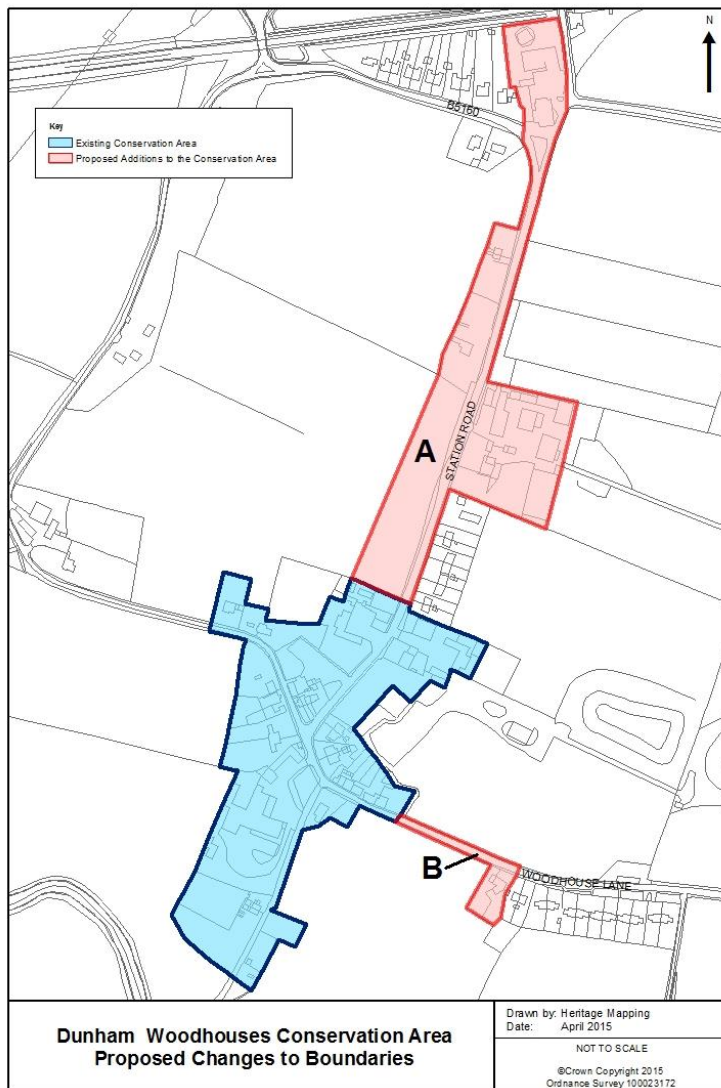 N
B5160
Key
Existing Conservation Area
Proposed Additions to the Conservation Area
A
STATION ROAD
B
WOODHOUSE LANE
Dunham Woodhouses Conservation Area
Proposed Changes to Boundaries
Drawn by: Heritage Mapping
Date: April 2015
NOT TO SCALE
©Crown Copyright 2015
Ordnance Survey 100023172